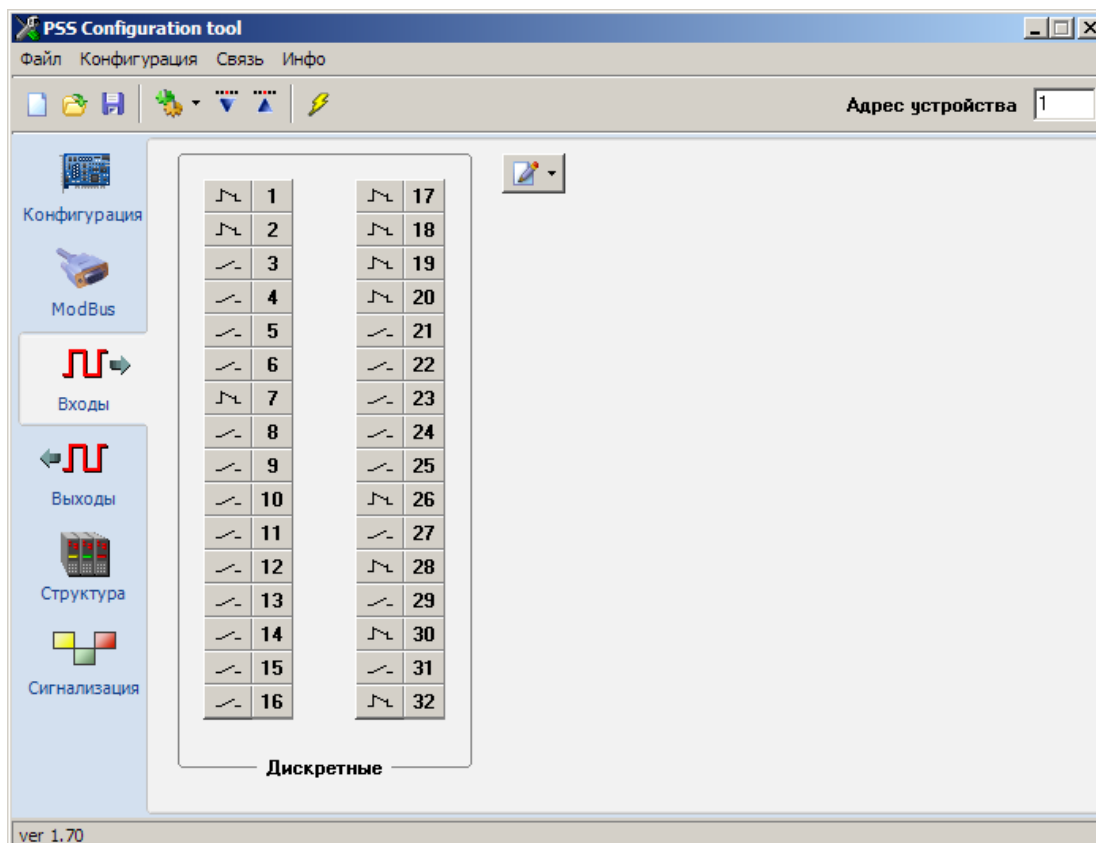 PSS Configuration tool
Файл Конфигурация Связь Инфо
Адрес устройства 1
Конфигурация
ModBus
Входы
Выходы
Структура
Сигнализация
1 17
2 18
3 19
4 20
5 21
6 22
7 23
8 24
9 25
10 26
11 27
12 28
13 29
14 30
15 31
16 32
Дискретные
ver 1.70